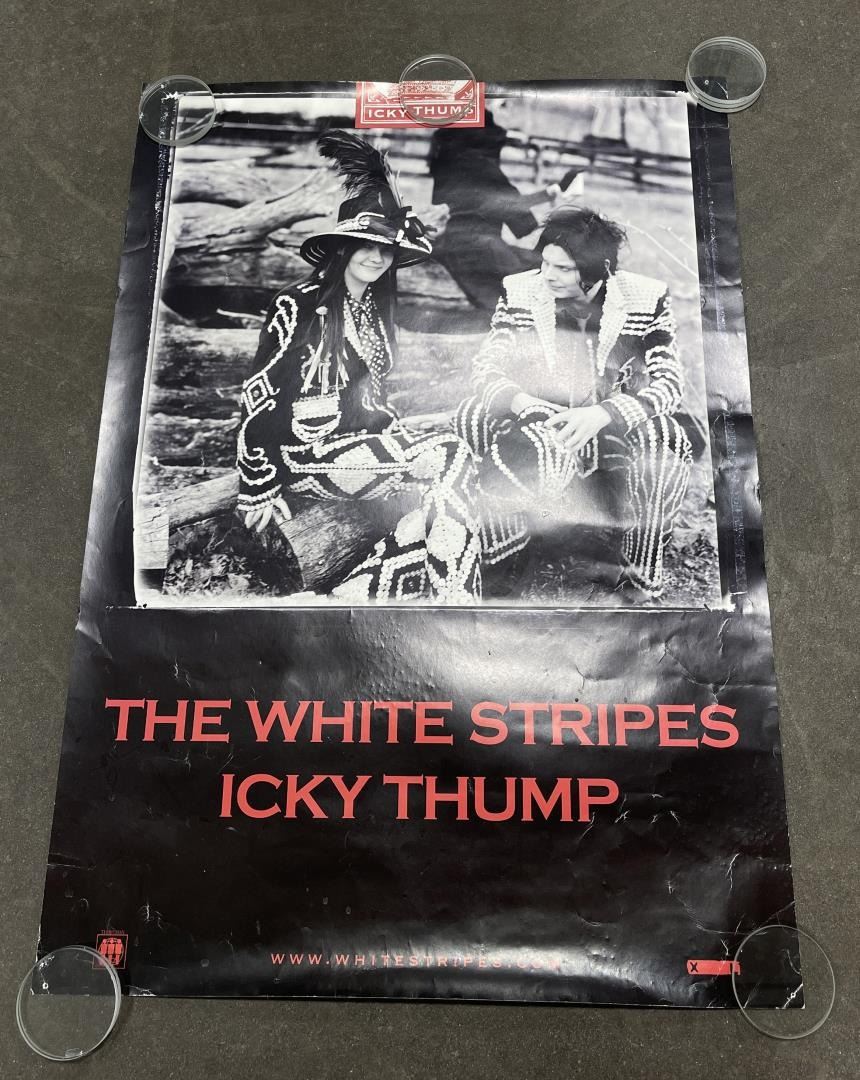 ICKY THUMP
THE WHITE STRIPES
ICKY THUMP
WWW.WHITESTRIPES.COM